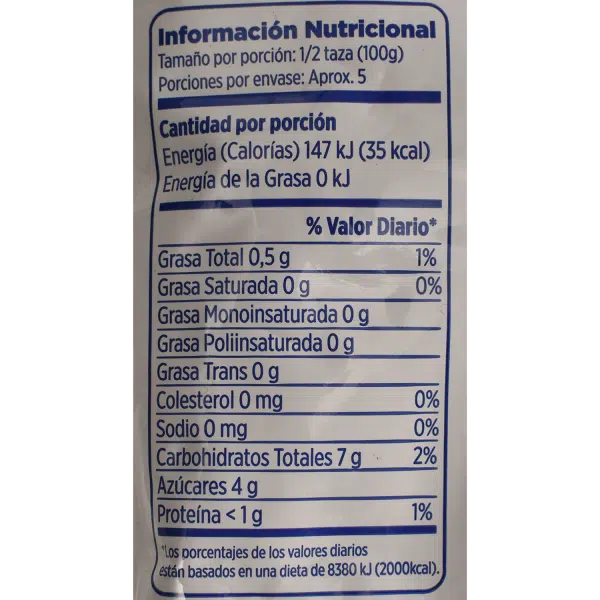 Información Nutricional
Tamaño por porción: 1/2 taza (100g)
Porciones por envase: Aprox. 5
Cantidad por porción
Energía (Calorías) 147 kJ (35 kcal)
Energía de la Grasa 0 kJ
% Valor Diario*
Grasa Total 0,5 g 1%
Grasa Saturada 0 g 0%
Grasa Monoinsaturada 0 g
Grasa Poliinsaturada 0 g
Grasa Trans 0 g
Colesterol 0 mg 0%
Sodio 0 mg 0%
Carbohidratos Totales 7 g 2%
Azúcares 4 g
Proteína < 1 g 1%
*Los porcentajes de los valores diarios
están basados en una dieta de 8380 kJ (2000kcal).